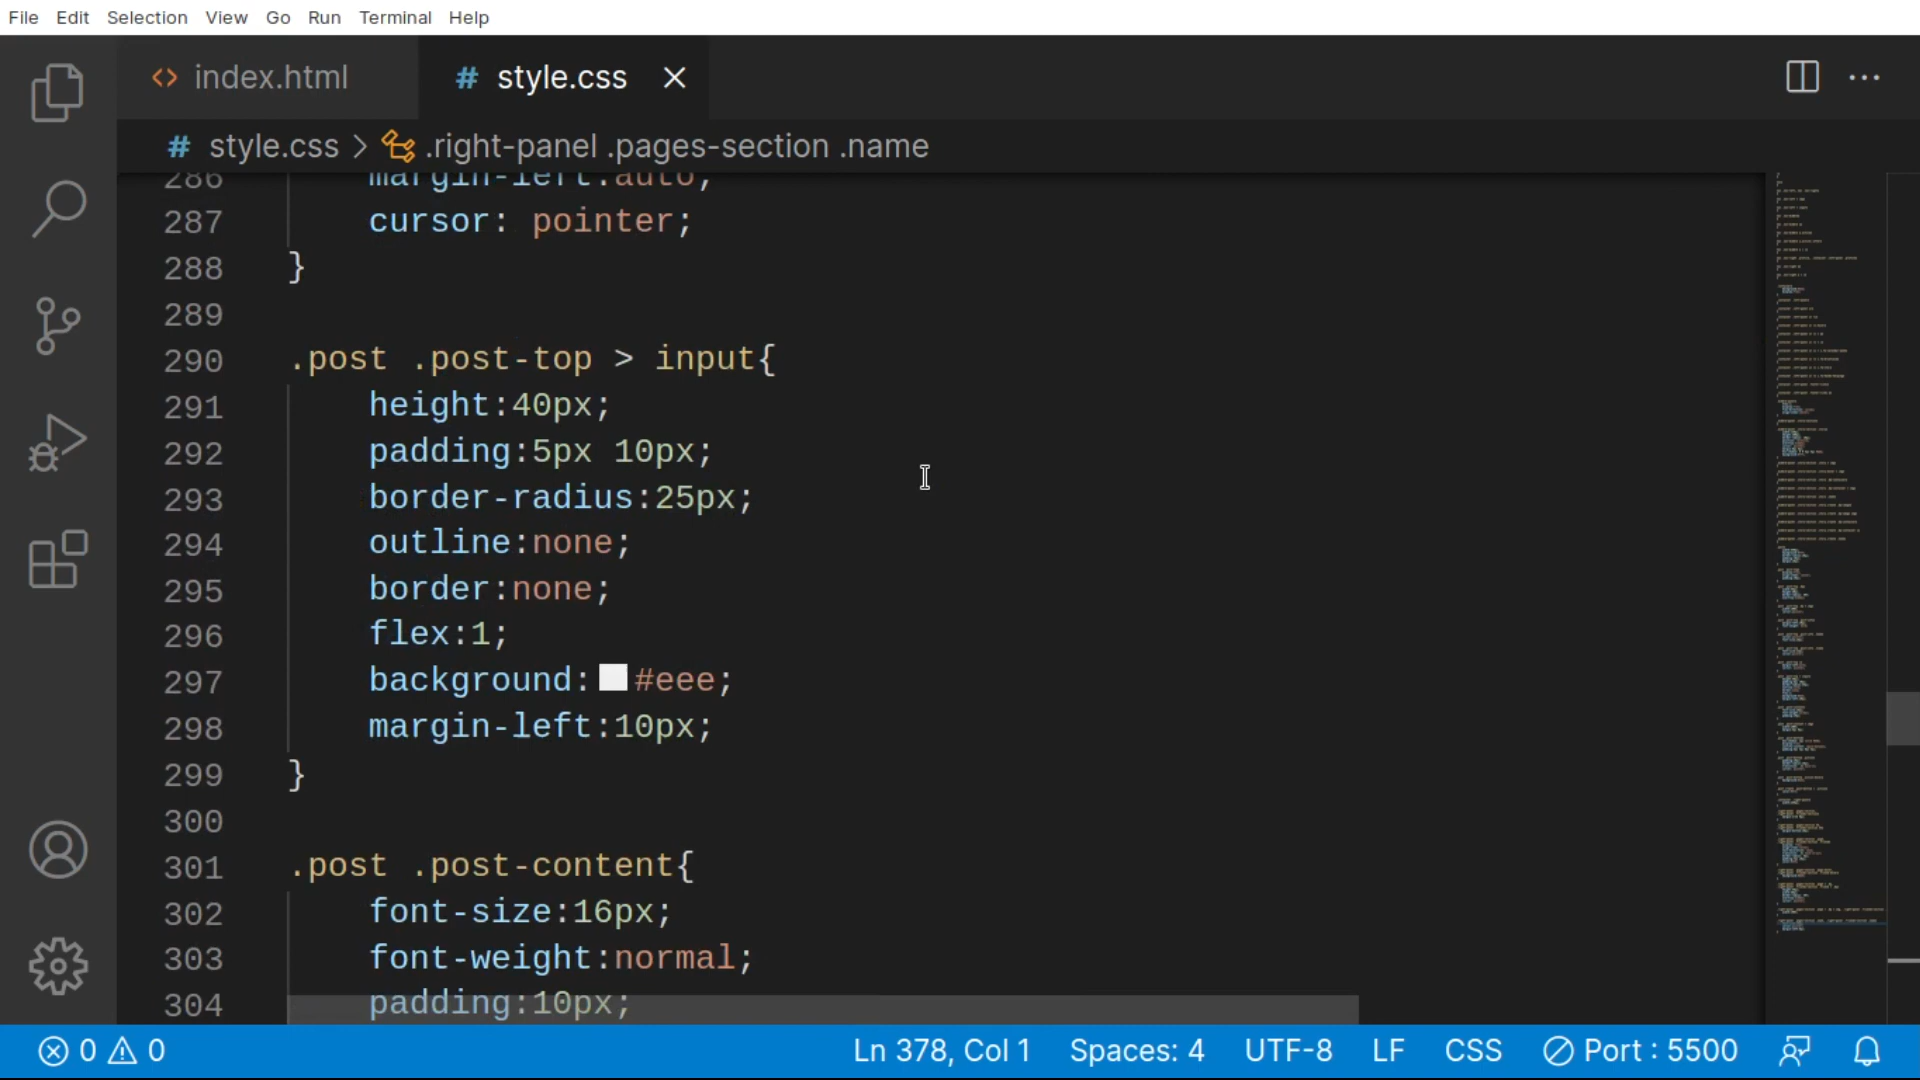 File Edit Selection View Go Run Terminal Help
index.html style.css
style.css .right-panel .pages-section .name
286 margin-left:auto;
287 cursor: pointer;
288 }
289
290 .post .post-top > input{
291 height:40px;
292 padding:5px 10px;
293 border-radius:25px;
294 outline:none;
295 border:none;
296 flex:1;
297 background: #eee;
298 margin-left:10px;
299 }
300
301 .post .post-content{
302 font-size:16px;
303 font-weight:normal;
304 padding:10px;
0 0 Ln 378, Col 1 Spaces: 4 UTF-8 LF CSS Port : 5500